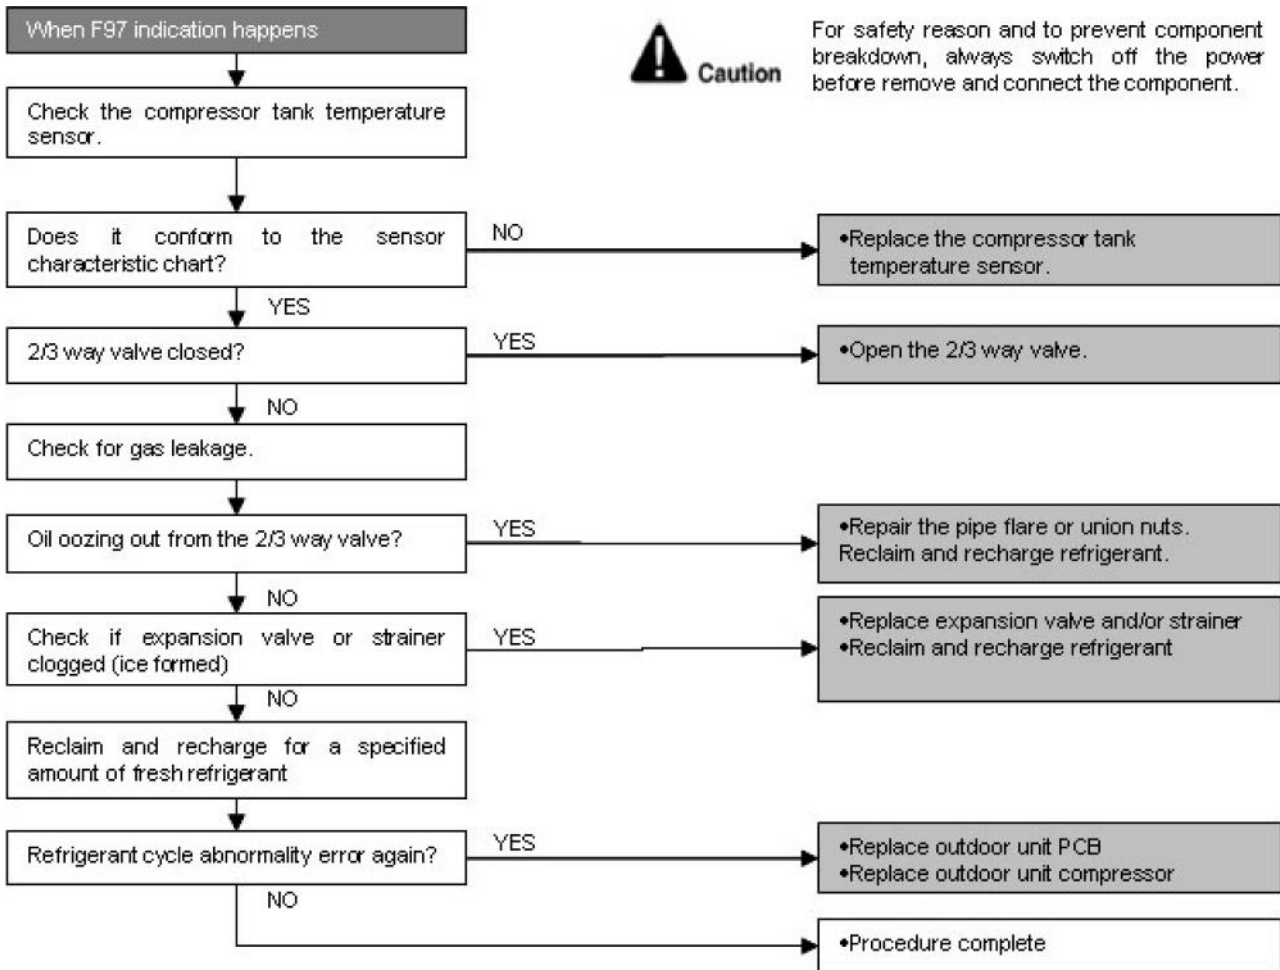 When F97 indication happens
Caution
For safety reason and to prevent component
breakdown, always switch off the power
before remove and connect the component.
Check the compressor tank temperature
sensor.
Does it conform to the sensor
characteristic chart?
NO
•Replace the compressor tank
temperature sensor.
YES
2/3 way valve closed?
YES
•Open the 2/3 way valve.
NO
Check for gas leakage.
Oil oozing out from the 2/3 way valve?
YES
•Repair the pipe flare or union nuts.
Reclaim and recharge refrigerant.
NO
Check if expansion valve or strainer
clogged (ice formed)
YES
•Replace expansion valve and/or strainer
•Reclaim and recharge refrigerant
NO
Reclaim and recharge for a specified
amount of fresh refrigerant
Refrigerant cycle abnormality error again?
YES
•Replace outdoor unit PCB
•Replace outdoor unit compressor
NO
•Procedure complete